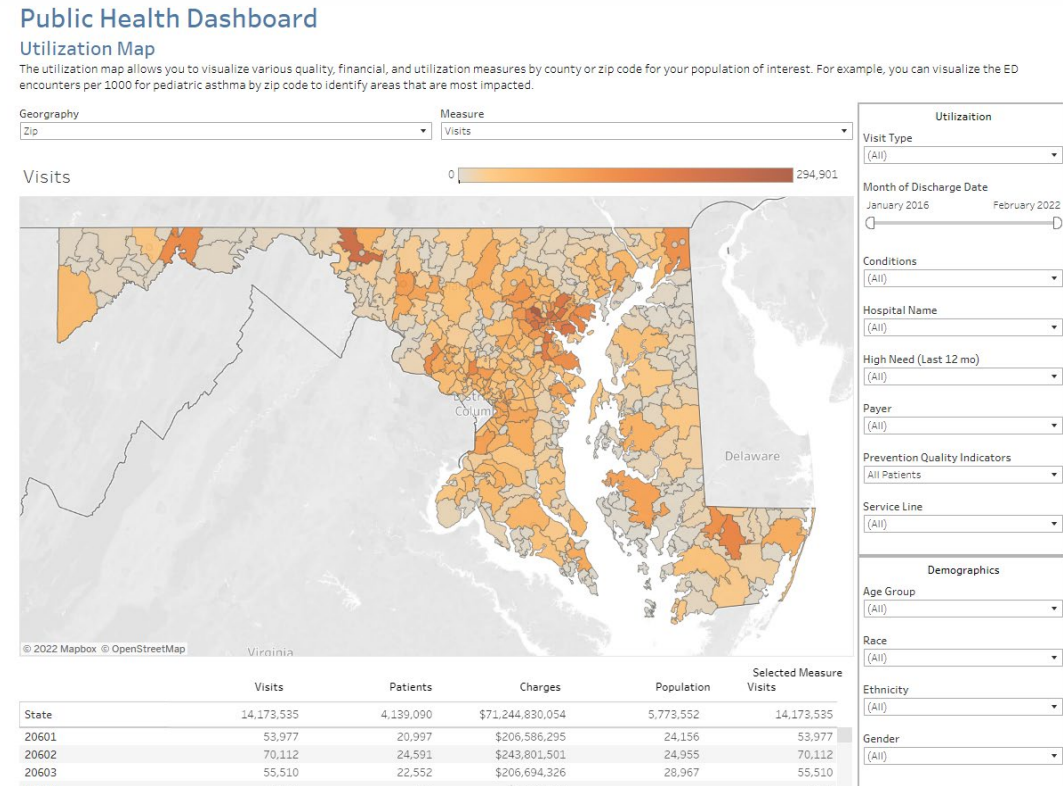 Public Health Dashboard
Utilization Map
The utilization map allows you to visualize various quality, financial, and utilization measures by county or zip code for your population of interest. For example, you can visualize the ED
encounters per 1000 for pediatric asthma by zip code to identify areas that are most impacted.
Georgraphy
Zip
Measure
Visits
Visits
0
294,901
Delaware
Colum
Virginia
© 2022 Mapbox © OpenStreetMap
Visits Patients Charges Population Selected Measure Visits
State 14,173,535 4,139,090 $71,244,830,054 5,773,552 14,173,535
20601 53,977 20,997 $206,586,295 24,156 53,977
20602 70,112 24,591 $243,801,501 24,955 70,112
20603 55,510 22,552 $206,694,326 28,967 55,510
Utilizaition
Visit Type
(All)
Month of Discharge Date
January 2016 February 2022
Conditions
(All)
Hospital Name
(All)
High Need (Last 12 mo)
(All)
Payer
(All)
Prevention Quality Indicators
All Patients
Service Line
(All)
Demographics
Age Group
(All)
Race
(All)
Ethnicity
(All)
Gender
(All)